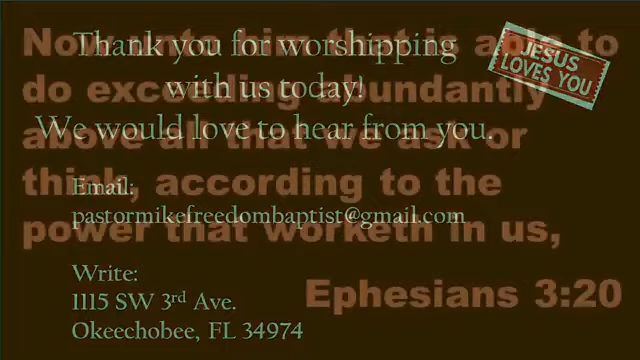 Thank you for worshipping
with us today!
We would love to hear from you.
Email:
pastormikefreedombaptist@gmail.com
Write:
1115 SW 3rd Ave.
Okeechobee, FL 34974
JESUS
LOVES YOU
Now unto him that is able to
do exceeding abundantly
above all that we ask or
think, according to the
power that worketh in us,
Ephesians 3:20